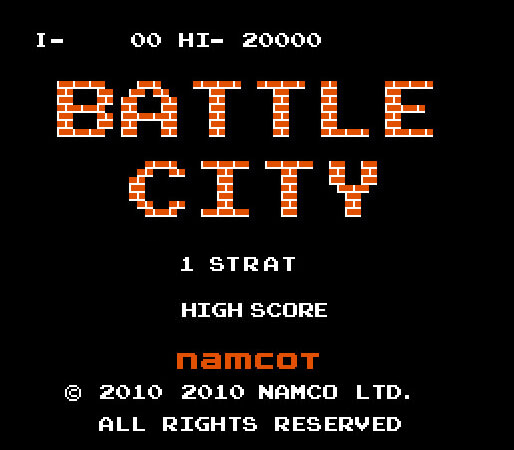 I- 00 HI- 20000
BATTLE
CITY
1 STRAT
HIGH SCORE
namcot
© 2010 2010 NAMCO LTD.
ALL RIGHTS RESERVED